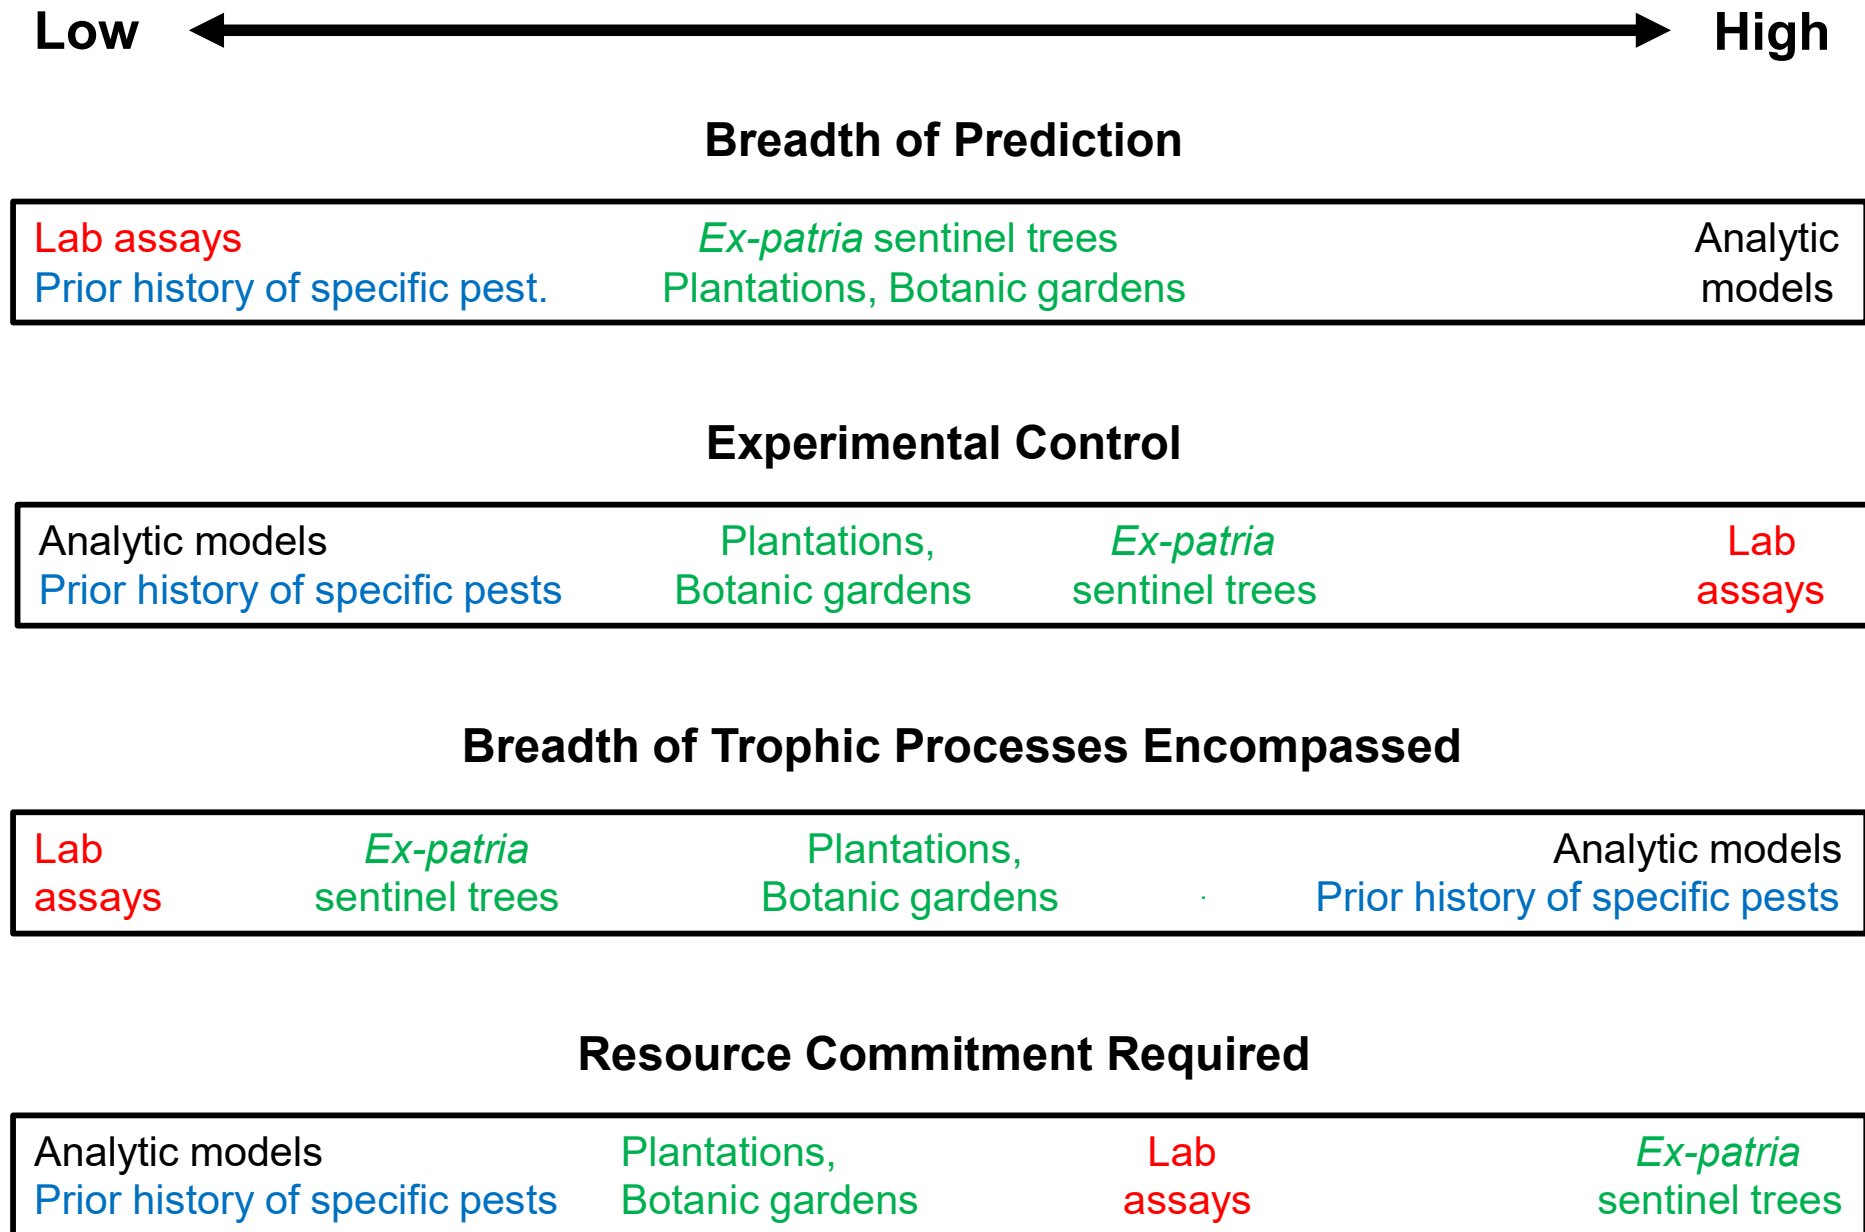 Low High
Breadth of Prediction
Lab assays Ex-patria sentinel trees Analytic
Prior history of specific pest. Plantations, Botanic gardens models
Experimental Control
Analytic models Plantations, Ex-patria Lab
Prior history of specific pests Botanic gardens sentinel trees assays
Breadth of Trophic Processes Encompassed
Lab Ex-patria Plantations, Analytic models
assays sentinel trees Botanic gardens . Prior history of specific pests
Resource Commitment Required
Analytic models Plantations, Lab Ex-patria
Prior history of specific pests Botanic gardens assays sentinel trees